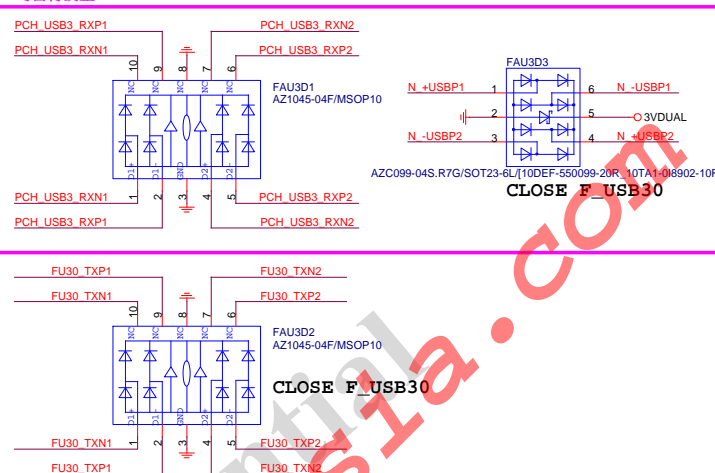 PCH_USB3_RXP1
PCH_USB3_RXN2
PCH_USB3_RXN1
PCH_USB3_RXP2
10
9
8
7
6
NC
NC
NC
NC
FAU3D1
AZ1045-04F/MSOP10
D1+
D1-
GND
D2+
D2-
1
2
3
4
5
PCH_USB3_RXN1
PCH_USB3_RXP2
PCH_USB3_RXP1
PCH_USB3_RXN2
FAU3D3
N_+USBP1
1
6
N_-USBP1
2
5
3VDUAL
N_-USBP2
3
4
N_+USBP2
AZC099-04S.R7G/SOT23-6L/[10DEF-550099-20R_10TA1-08902-10R
CLOSE F_USB30
FU30_TXP1
FU30_TXN2
FU30_TXN1
FU30_TXP2
10
9
8
7
6
NC
NC
NC
NC
FAU3D2
AZ1045-04F/MSOP10
CLOSE F_USB30
D1+
D1-
GND
D2+
D2-
1
2
3
4
5
FU30_TXN1
FU30_TXP2
FU30_TXP1
FU30_TXN2